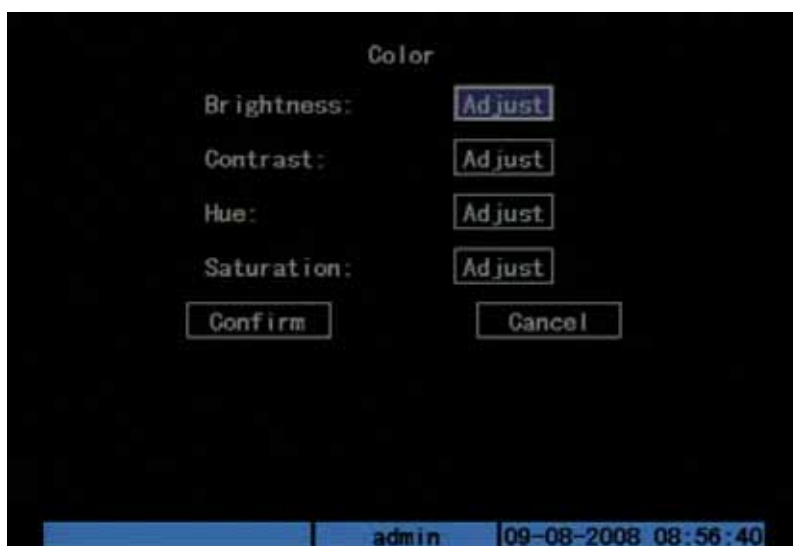 Color
Brightness: Adjust
Contrast: Adjust
Hue: Adjust
Saturation: Adjust
Confirm Cancel
admin 09-08-2008 08:56:40